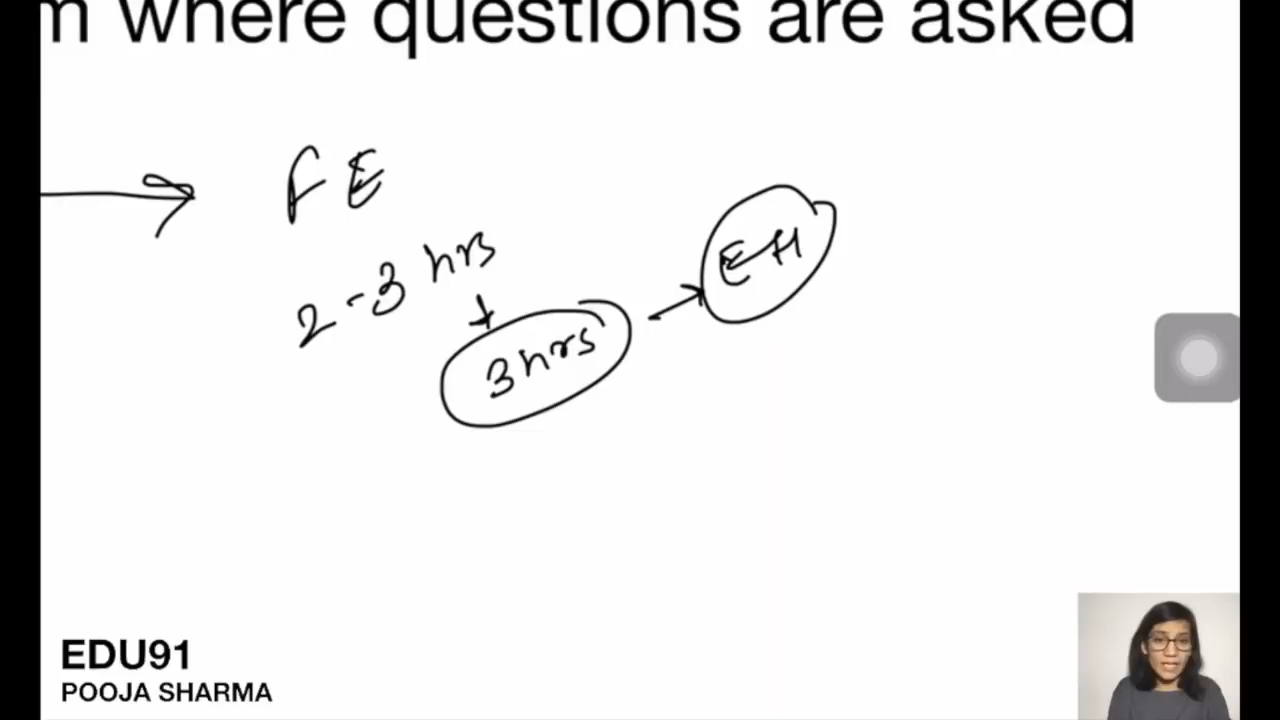 m where questions are asked
FE
2-3 hrs
+
3hrs
EH
EDU91
POOJA SHARMA